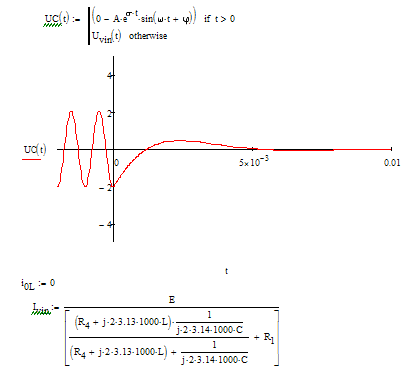 UC(t) := | (0 − A·e^(σ·t)·sin(ω·t + φ)) if t > 0
U_vin(t) otherwise
4
2
UC(t)
0
5×10^−3
0.01
− 2
− 4
t
i_0L := 0
I_vin := E / [ ((R_4 + j·2·3.13·1000·L)· 1/(j·2·3.14·1000·C)) / ((R_4 + j·2·3.13·1000·L) + 1/(j·2·3.14·1000·C)) + R_1 ]